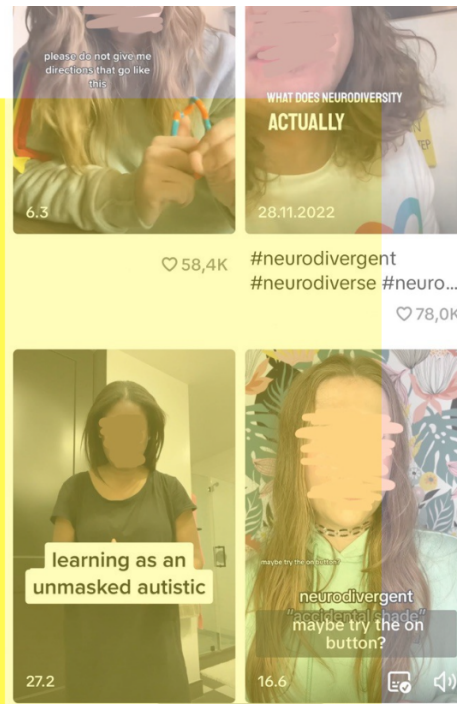 please do not give me
directions that go like
this
6.3
58,4K
WHAT DOES NEURODIVERSITY
ACTUALLY
28.11.2022
#neurodivergent
#neurodiverse #neuro...
78,0K
learning as an
unmasked autistic
27.2
maybe try the on button?
neurodivergent
"accidental shade"
maybe try the on
button?
16.6